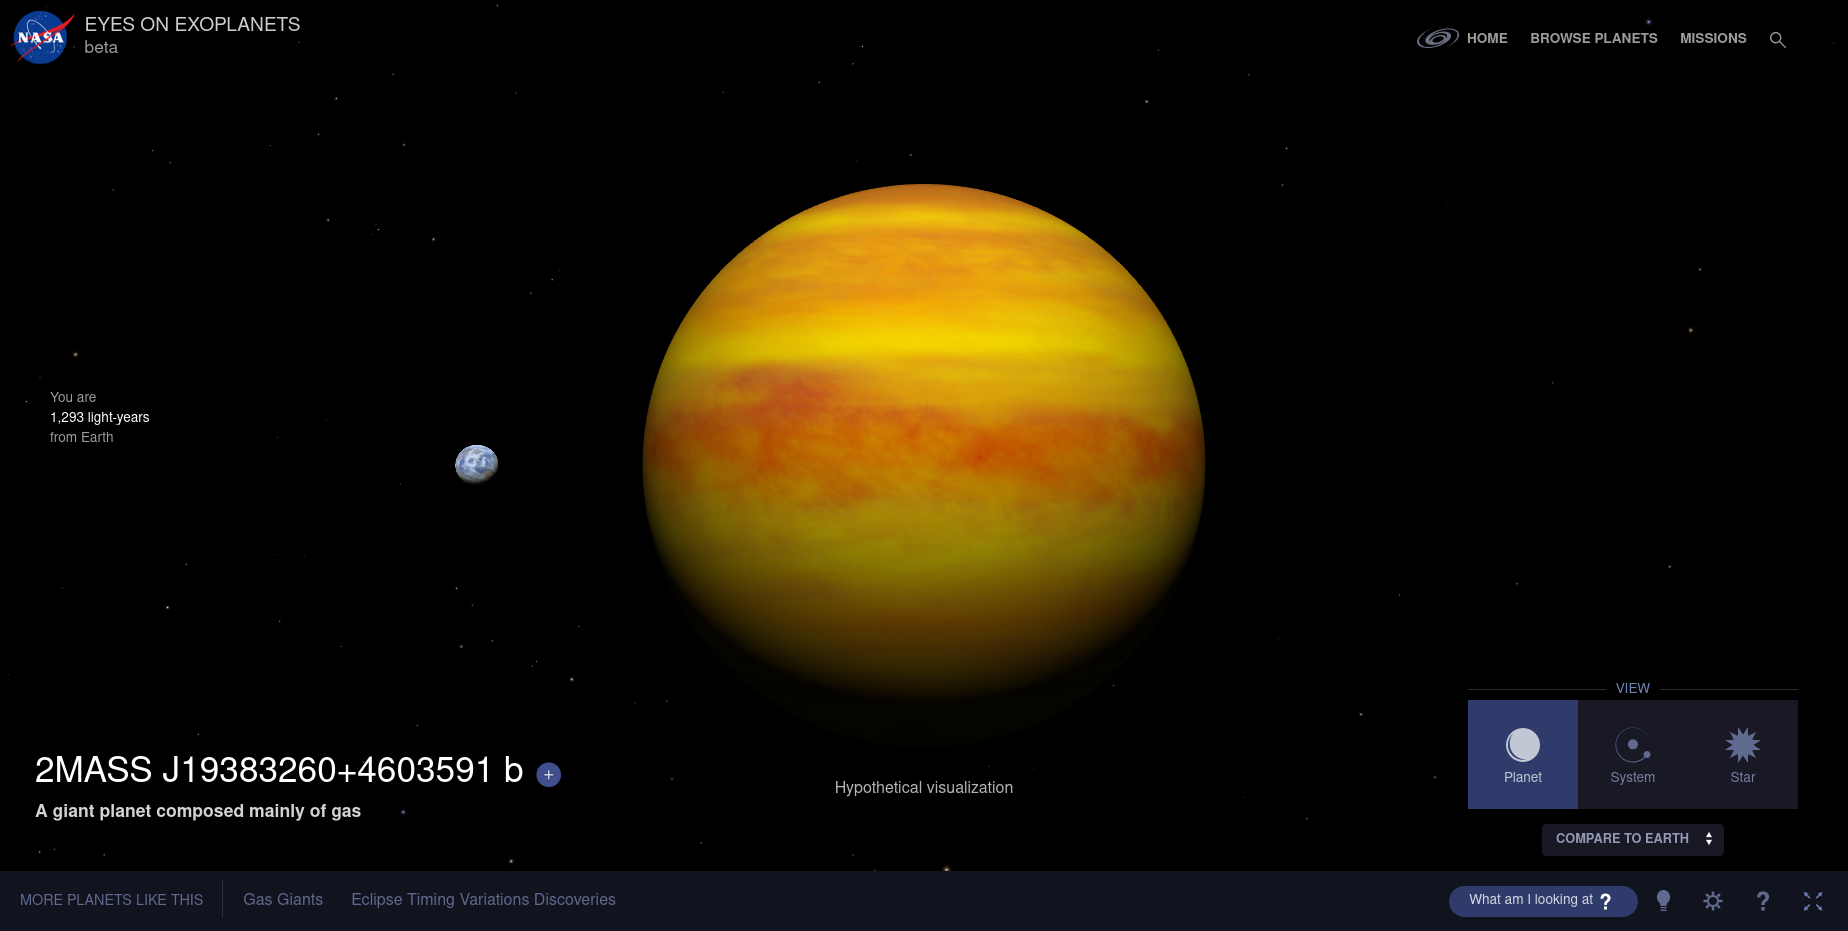 NASA
EYES ON EXOPLANETS
beta
HOME
BROWSE PLANETS
MISSIONS
You are
1,293 light-years
from Earth
2MASS J19383260+4603591 b
+
A giant planet composed mainly of gas
Hypothetical visualization
VIEW
Planet
System
Star
COMPARE TO EARTH
MORE PLANETS LIKE THIS
Gas Giants
Eclipse Timing Variations Discoveries
What am I looking at ?
?